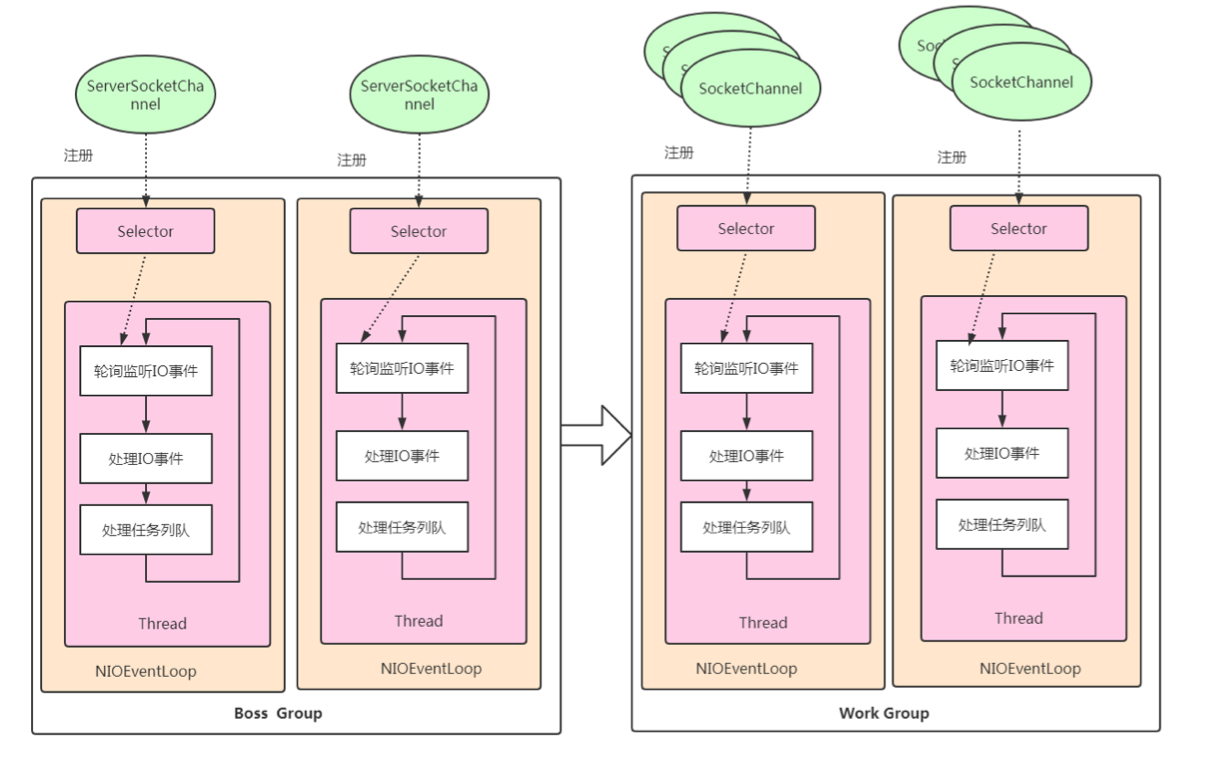 ServerSocketCha
nnel
注册
Selector
轮询监听IO事件
处理IO事件
处理任务列队
Thread
NIOEventLoop
ServerSocketCha
nnel
注册
Selector
轮询监听IO事件
处理IO事件
处理任务列队
Thread
NIOEventLoop
Boss Group
SocketChannel
注册
Selector
轮询监听IO事件
处理IO事件
处理任务列队
Thread
NIOEventLoop
SocketChannel
注册
Selector
轮询监听IO事件
处理IO事件
处理任务列队
Thread
NIOEventLoop
Work Group